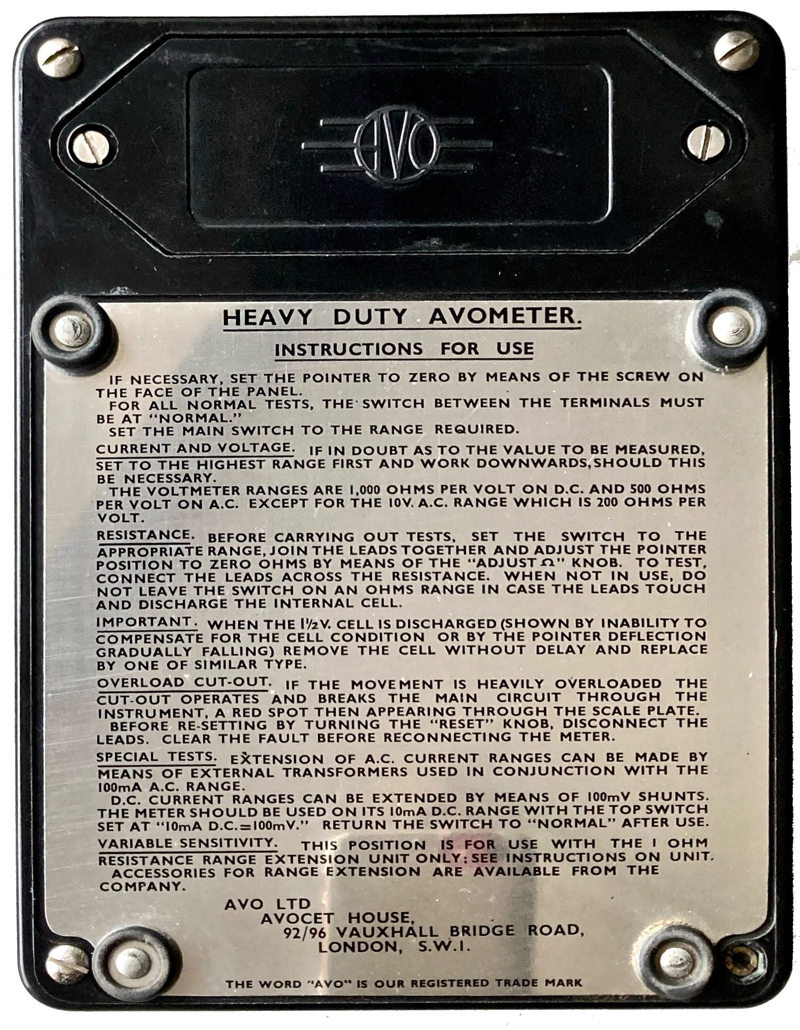 AVO
HEAVY DUTY AVOMETER.
INSTRUCTIONS FOR USE
IF NECESSARY, SET THE POINTER TO ZERO BY MEANS OF THE SCREW ON
THE FACE OF THE PANEL.
FOR ALL NORMAL TESTS, THE SWITCH BETWEEN THE TERMINALS MUST
BE AT "NORMAL."
SET THE MAIN SWITCH TO THE RANGE REQUIRED.
CURRENT AND VOLTAGE. IF IN DOUBT AS TO THE VALUE TO BE MEASURED,
SET TO THE HIGHEST RANGE FIRST AND WORK DOWNWARDS, SHOULD THIS
BE NECESSARY.
THE VOLTMETER RANGES ARE 1,000 OHMS PER VOLT ON D.C. AND 500 OHMS
PER VOLT ON A.C. EXCEPT FOR THE 10V. A.C. RANGE WHICH IS 200 OHMS PER
VOLT.
RESISTANCE. BEFORE CARRYING OUT TESTS, SET THE SWITCH TO THE
APPROPRIATE RANGE, JOIN THE LEADS TOGETHER AND ADJUST THE POINTER
POSITION TO ZERO OHMS BY MEANS OF THE "ADJUST Ω" KNOB. TO TEST,
CONNECT THE LEADS ACROSS THE RESISTANCE. WHEN NOT IN USE, DO
NOT LEAVE THE SWITCH ON AN OHMS RANGE IN CASE THE LEADS TOUCH
AND DISCHARGE THE INTERNAL CELL.
IMPORTANT. WHEN THE 1½V. CELL IS DISCHARGED (SHOWN BY INABILITY TO
COMPENSATE FOR THE CELL CONDITION OR BY THE POINTER DEFLECTION
GRADUALLY FALLING) REMOVE THE CELL WITHOUT DELAY AND REPLACE
BY ONE OF SIMILAR TYPE.
OVERLOAD CUT-OUT. IF THE MOVEMENT IS HEAVILY OVERLOADED THE
CUT-OUT OPERATES AND BREAKS THE MAIN CIRCUIT THROUGH THE
INSTRUMENT, A RED SPOT THEN APPEARING THROUGH THE SCALE PLATE.
BEFORE RE-SETTING BY TURNING THE "RESET" KNOB, DISCONNECT THE
LEADS. CLEAR THE FAULT BEFORE RECONNECTING THE METER.
SPECIAL TESTS. EXTENSION OF A.C. CURRENT RANGES CAN BE MADE BY
MEANS OF EXTERNAL TRANSFORMERS USED IN CONJUNCTION WITH THE
100mA A.C. RANGE.
D.C. CURRENT RANGES CAN BE EXTENDED BY MEANS OF 100mV SHUNTS.
THE METER SHOULD BE USED ON ITS 10mA D.C. RANGE WITH THE TOP SWITCH
SET AT "10mA D.C.=100mV." RETURN THE SWITCH TO "NORMAL" AFTER USE.
VARIABLE SENSITIVITY. THIS POSITION IS FOR USE WITH THE 1 OHM
RESISTANCE RANGE EXTENSION UNIT ONLY; SEE INSTRUCTIONS ON UNIT.
ACCESSORIES FOR RANGE EXTENSION ARE AVAILABLE FROM THE
COMPANY.
AVO LTD
AVOCET HOUSE,
92/96 VAUXHALL BRIDGE ROAD,
LONDON, S.W.1.
THE WORD "AVO" IS OUR REGISTERED TRADE MARK